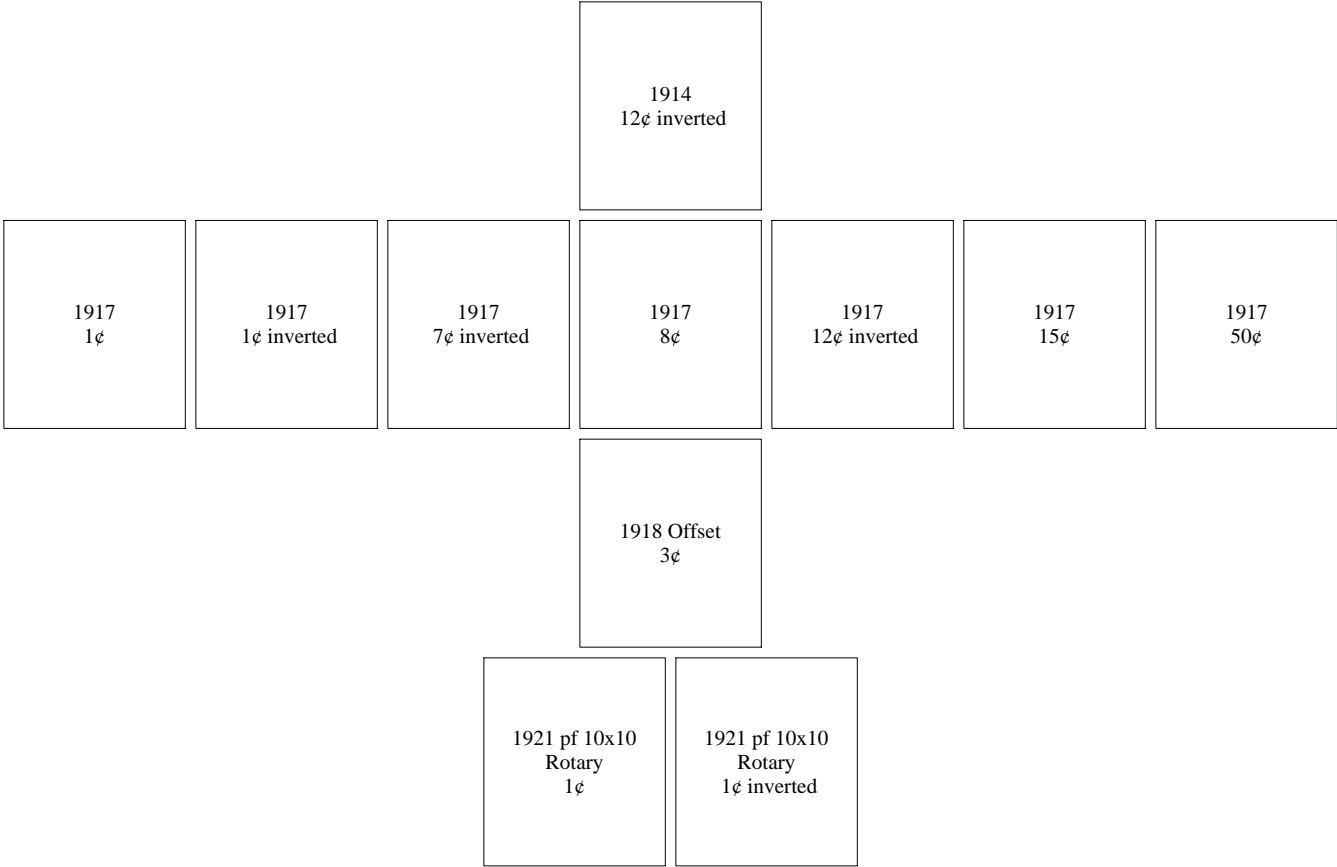 1914
12¢ inverted
1917
1¢
1917
1¢ inverted
1917
7¢ inverted
1917
8¢
1917
12¢ inverted
1917
15¢
1917
50¢
1918 Offset
3¢
1921 pf 10x10
Rotary
1¢
1921 pf 10x10
Rotary
1¢ inverted